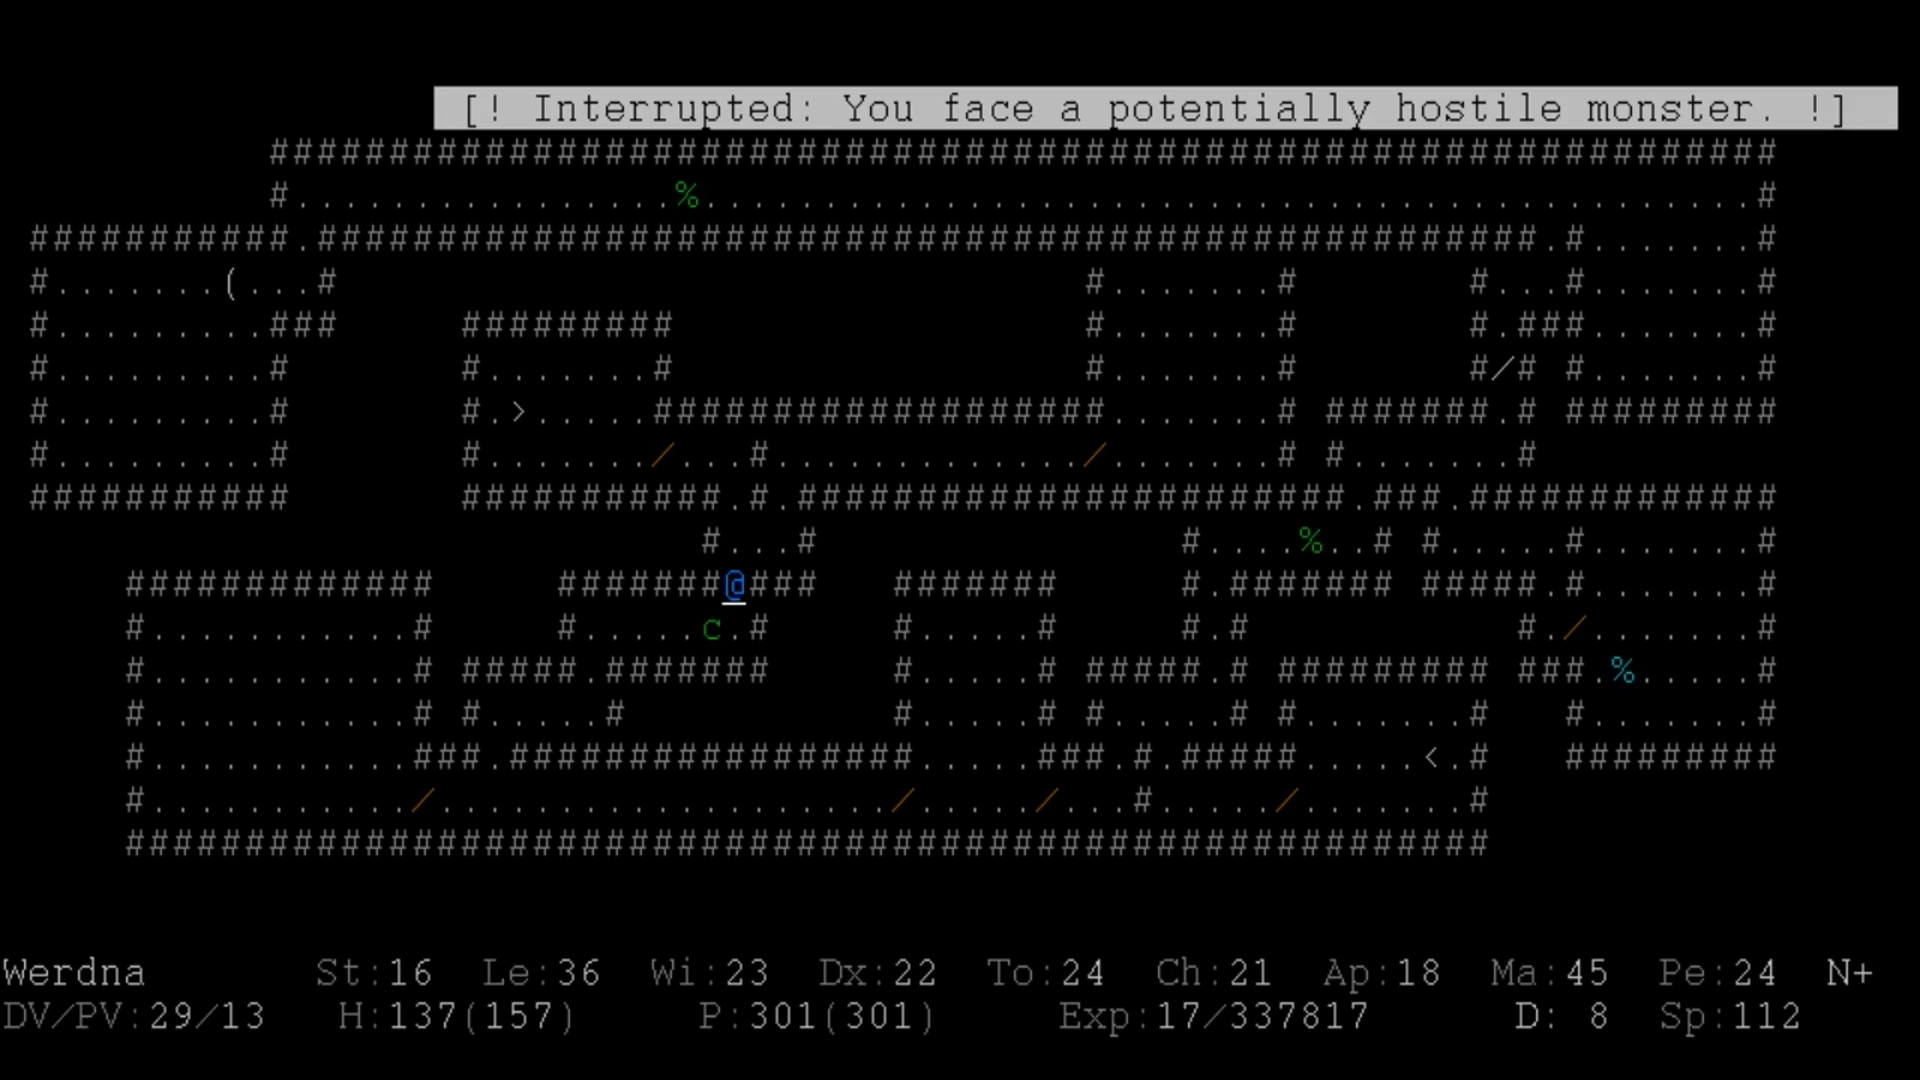 [! Interrupted: You face a potentially hostile monster. !]
###############################################################
#................%............................................#
###########.###################################################.#.......#
#.......(...# #.......# #...#.......#
#.........### ######### #.......# #.###.......#
#.........# #.......# #.......# #/# #.......#
#.........# #.>.....###################.......# #######.# #########
#.........# #......./...#............./.......# #.......#
########### ###########.#.#######################.###.#############
#...# #....%..# #.....#.......#
############# #######@### ####### #.####### #####.#.......#
#...........# #.....c.# #.....# #.# #./.......#
#...........# #####.####### #.....# #####.# ######### ###.%.....#
#...........# #.....# #.....# #.....# #.......# #.......#
#...........###.#################.....###.#.#####.....<.# #########
#.........../.................../...../...#...../.......#
#########################################################
Werdna St:16 Le:36 Wi:23 Dx:22 To:24 Ch:21 Ap:18 Ma:45 Pe:24 N+
DV/PV:29/13 H:137(157) P:301(301) Exp:17/337817 D: 8 Sp:112